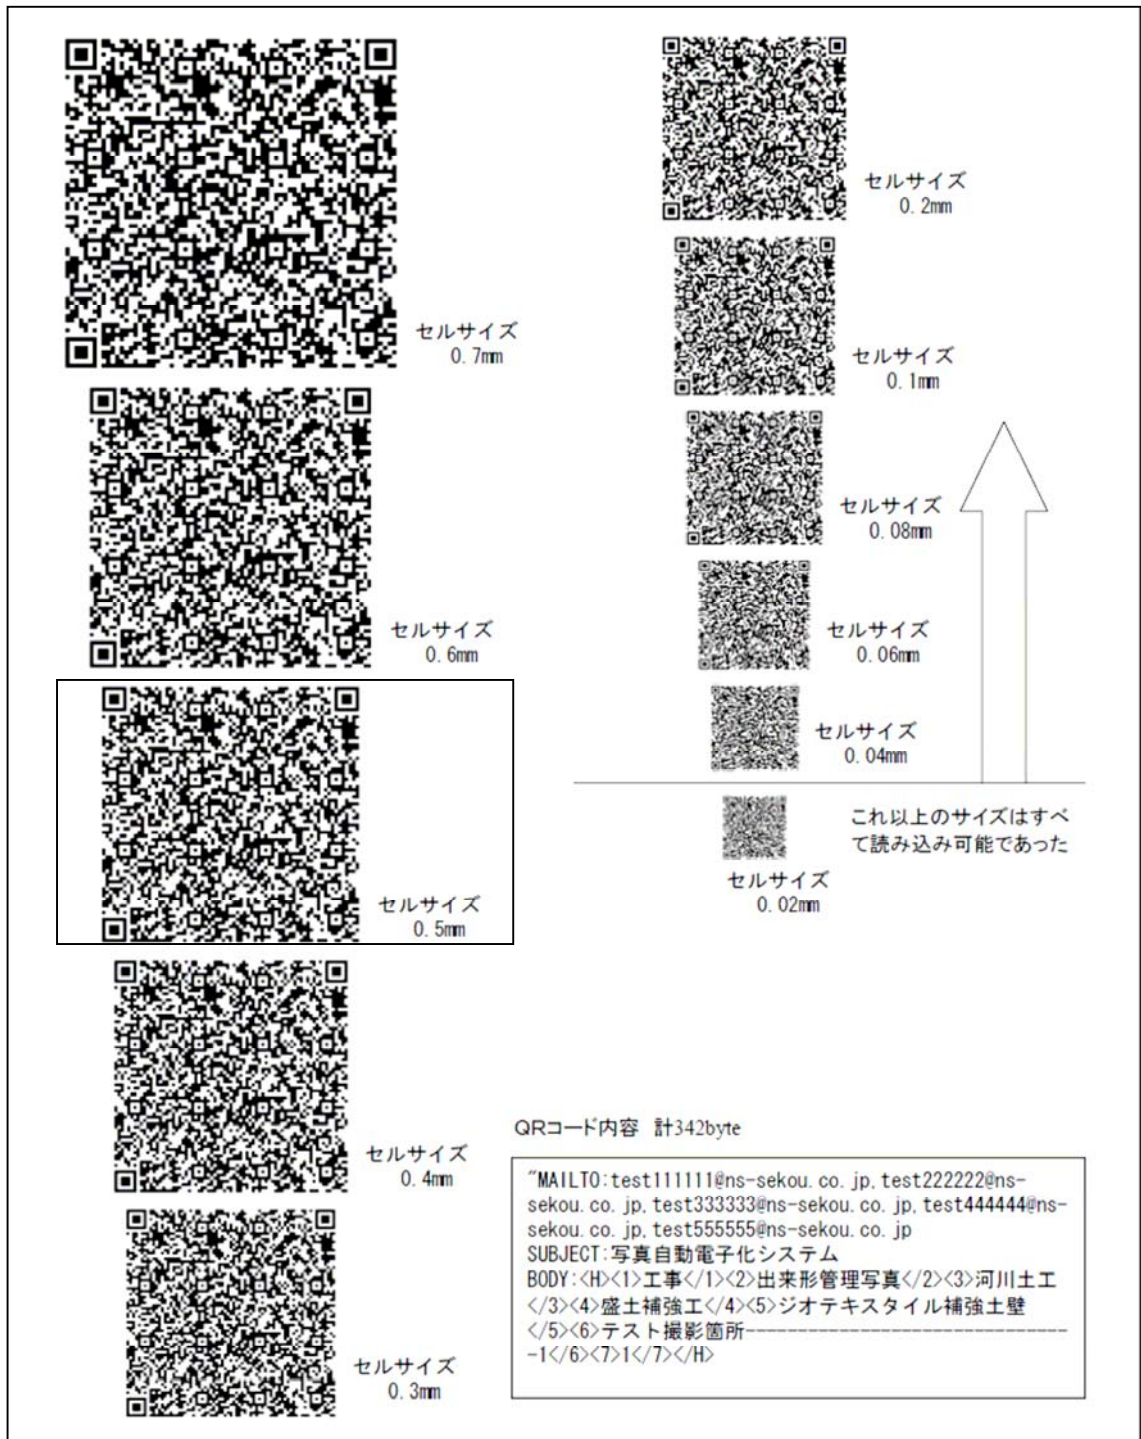 セルサイズ
0.7mm
セルサイズ
0.6mm
セルサイズ
0.5mm
セルサイズ
0.4mm
セルサイズ
0.3mm
セルサイズ
0.2mm
セルサイズ
0.1mm
セルサイズ
0.08mm
セルサイズ
0.06mm
セルサイズ
0.04mm
これ以上のサイズはすべ
て読み込み可能であった
セルサイズ
0.02mm
QRコード内容 計342byte
"MAILTO:test111111@ns-sekou.co.jp,test222222@ns-
sekou.co.jp,test333333@ns-sekou.co.jp,test444444@ns-
sekou.co.jp,test555555@ns-sekou.co.jp
SUBJECT:写真自動電子化システム
BODY:<H><1>工事</1><2>出来形管理写真</2><3>河川土工
</3><4>盛土補強工</4><5>ジオテキスタイル補強土壁
</5><6>テスト撮影箇所-------------------------------
-1</6><7>1</7></H>